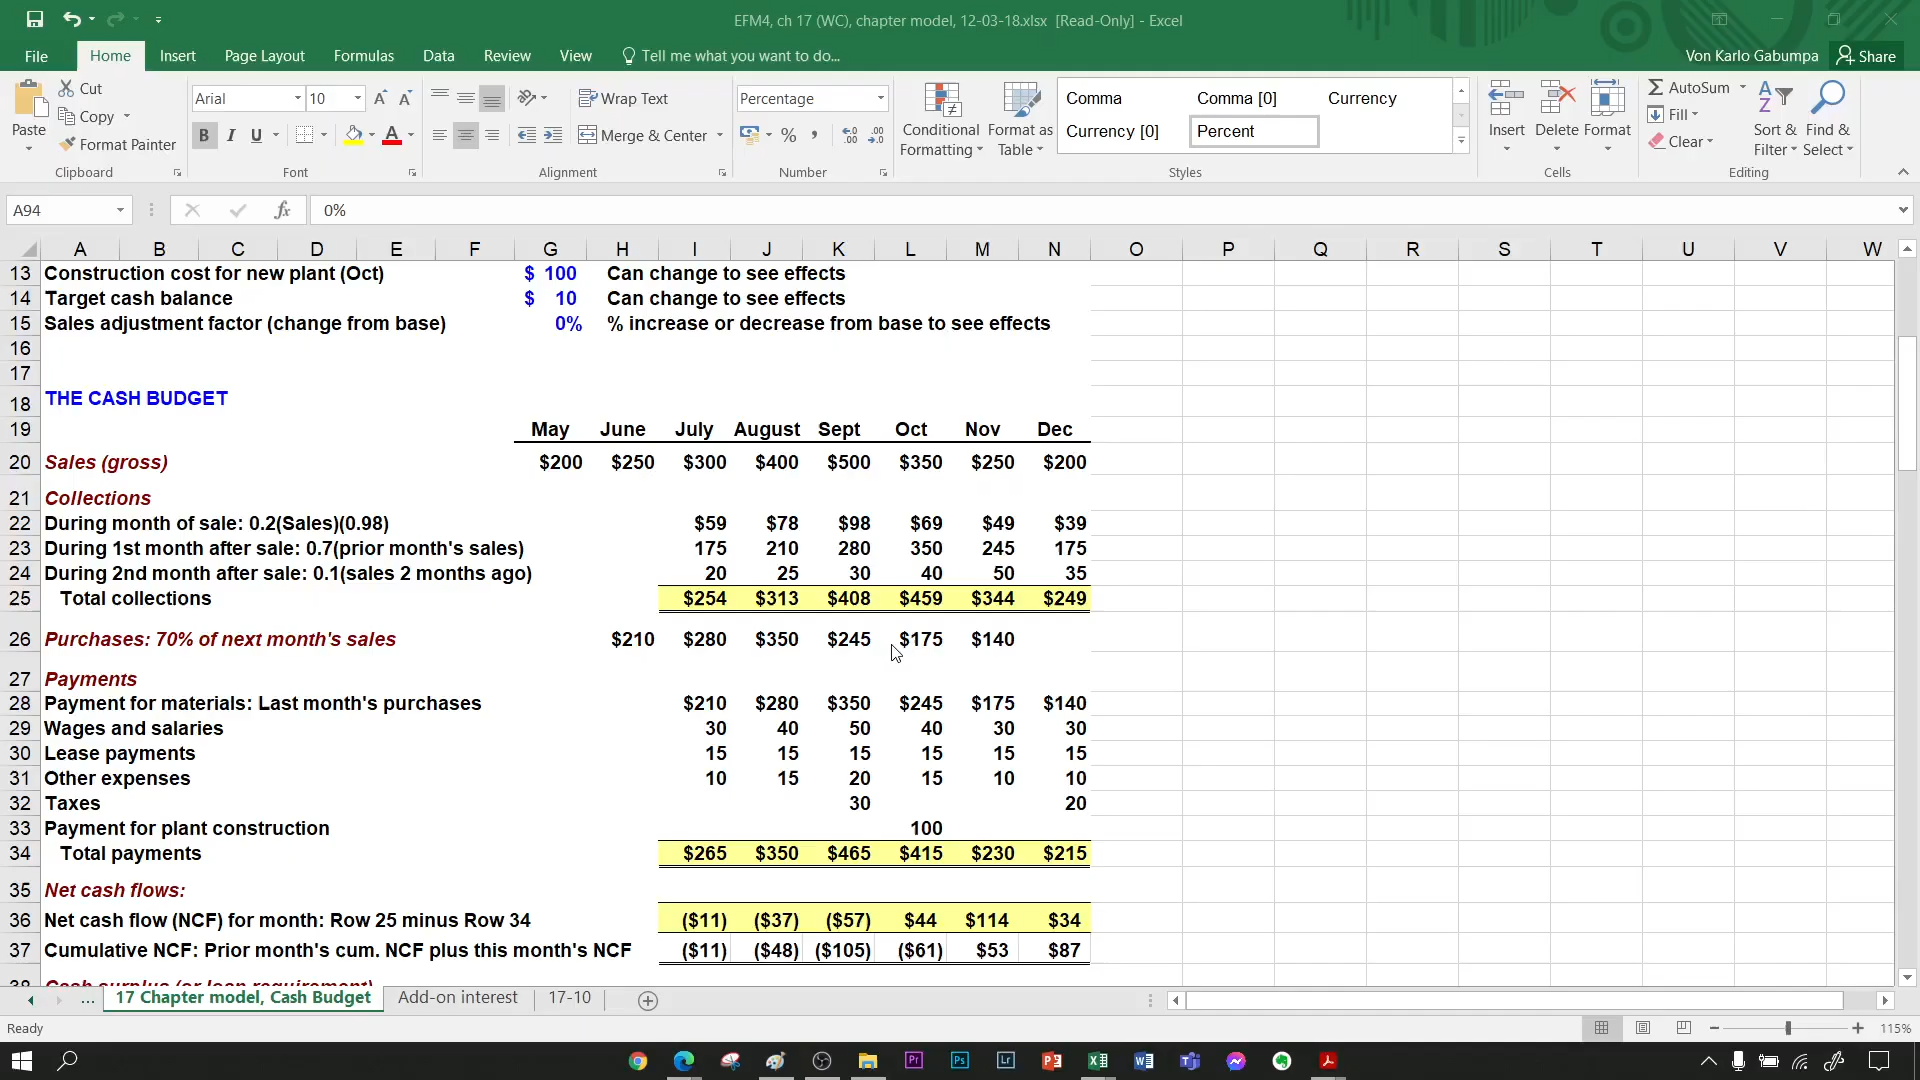 EFM4, ch 17 (WC), chapter model, 12-03-18.xlsx [Read-Only] - Excel
File Home Insert Page Layout Formulas Data Review View Tell me what you want to do... Von Karlo Gabumpa Share
Paste Cut Copy Format Painter Clipboard
Arial 10 A A B I U A Font
Wrap Text Merge & Center Alignment
Percentage % , Number
Conditional Formatting Format as Table
Comma Comma [0] Currency
Currency [0] Percent
Styles
Insert Delete Format Cells
AutoSum Fill Clear Sort & Filter Find & Select Editing
A94 fx 0%
A B C D E F G H I J K L M N O P Q R S T U V W
13 Construction cost for new plant (Oct) $ 100 Can change to see effects
14 Target cash balance $ 10 Can change to see effects
15 Sales adjustment factor (change from base) 0% % increase or decrease from base to see effects
16
17
18 THE CASH BUDGET
19 May June July August Sept Oct Nov Dec
20 Sales (gross) $200 $250 $300 $400 $500 $350 $250 $200
21 Collections
22 During month of sale: 0.2(Sales)(0.98) $59 $78 $98 $69 $49 $39
23 During 1st month after sale: 0.7(prior month's sales) 175 210 280 350 245 175
24 During 2nd month after sale: 0.1(sales 2 months ago) 20 25 30 40 50 35
25 Total collections $254 $313 $408 $459 $344 $249
26 Purchases: 70% of next month's sales $210 $280 $350 $245 $175 $140
27 Payments
28 Payment for materials: Last month's purchases $210 $280 $350 $245 $175 $140
29 Wages and salaries 30 40 50 40 30 30
30 Lease payments 15 15 15 15 15 15
31 Other expenses 10 15 20 15 10 10
32 Taxes 30 20
33 Payment for plant construction 100
34 Total payments $265 $350 $465 $415 $230 $215
35 Net cash flows:
36 Net cash flow (NCF) for month: Row 25 minus Row 34 ($11) ($37) ($57) $44 $114 $34
37 Cumulative NCF: Prior month's cum. NCF plus this month's NCF ($11) ($48) ($105) ($61) $53 $87
38 Cash surplus (or loan requirement)
... 17 Chapter model, Cash Budget Add-on interest 17-10
Ready 115%
Pr Ps Lr